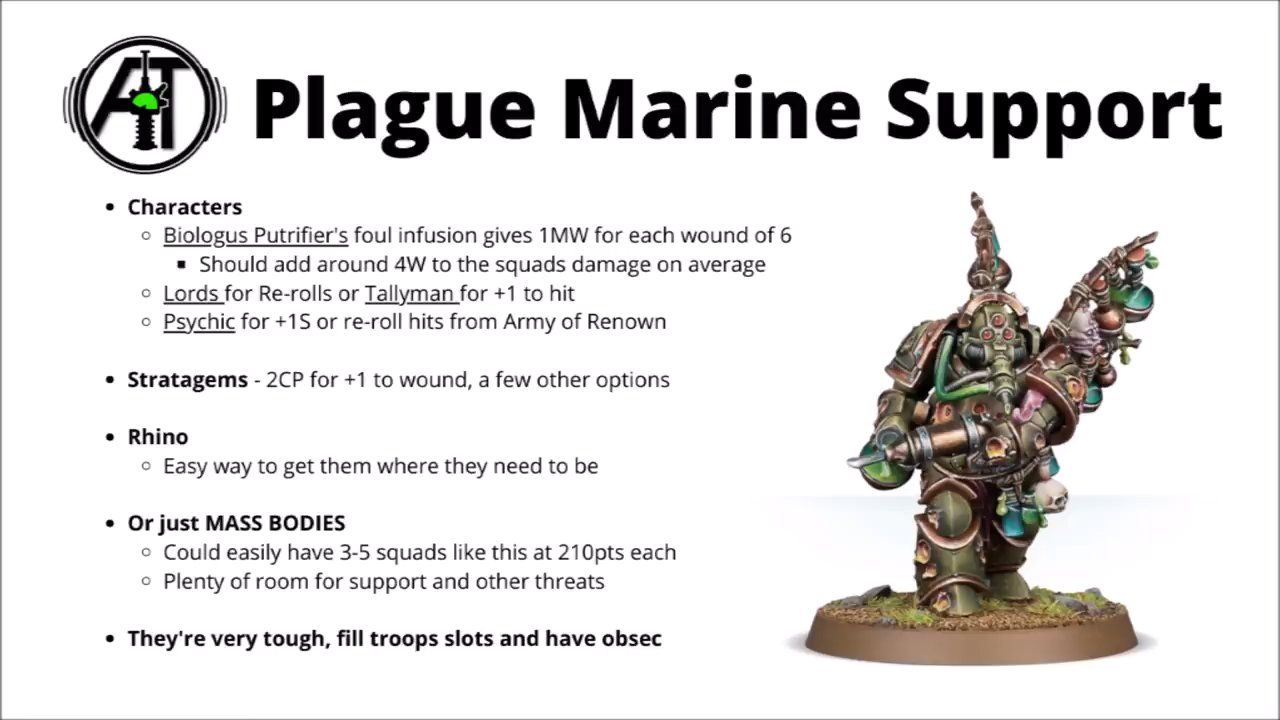 AT
Plague Marine Support
Characters
Biologus Putrifier's foul infusion gives 1MW for each wound of 6
Should add around 4W to the squads damage on average
Lords for Re-rolls or Tallyman for +1 to hit
Psychic for +1S or re-roll hits from Army of Renown
Stratagems - 2CP for +1 to wound, a few other options
Rhino
Easy way to get them where they need to be
Or just MASS BODIES
Could easily have 3-5 squads like this at 210pts each
Plenty of room for support and other threats
They're very tough, fill troops slots and have obsec